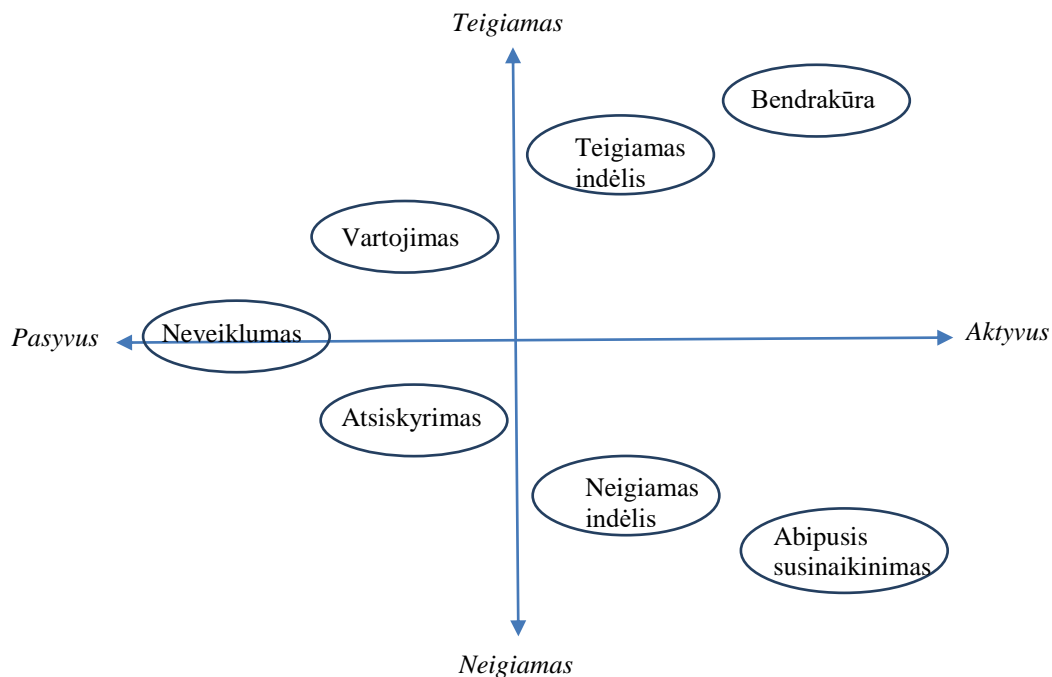 Teigiamas
Bendrakūra
Teigiamas
indėlis
Vartojimas
Pasyvus
Neveiklumas
Aktyvus
Atsiskyrimas
Neigiamas
indėlis
Abipusis
susinaikinimas
Neigiamas